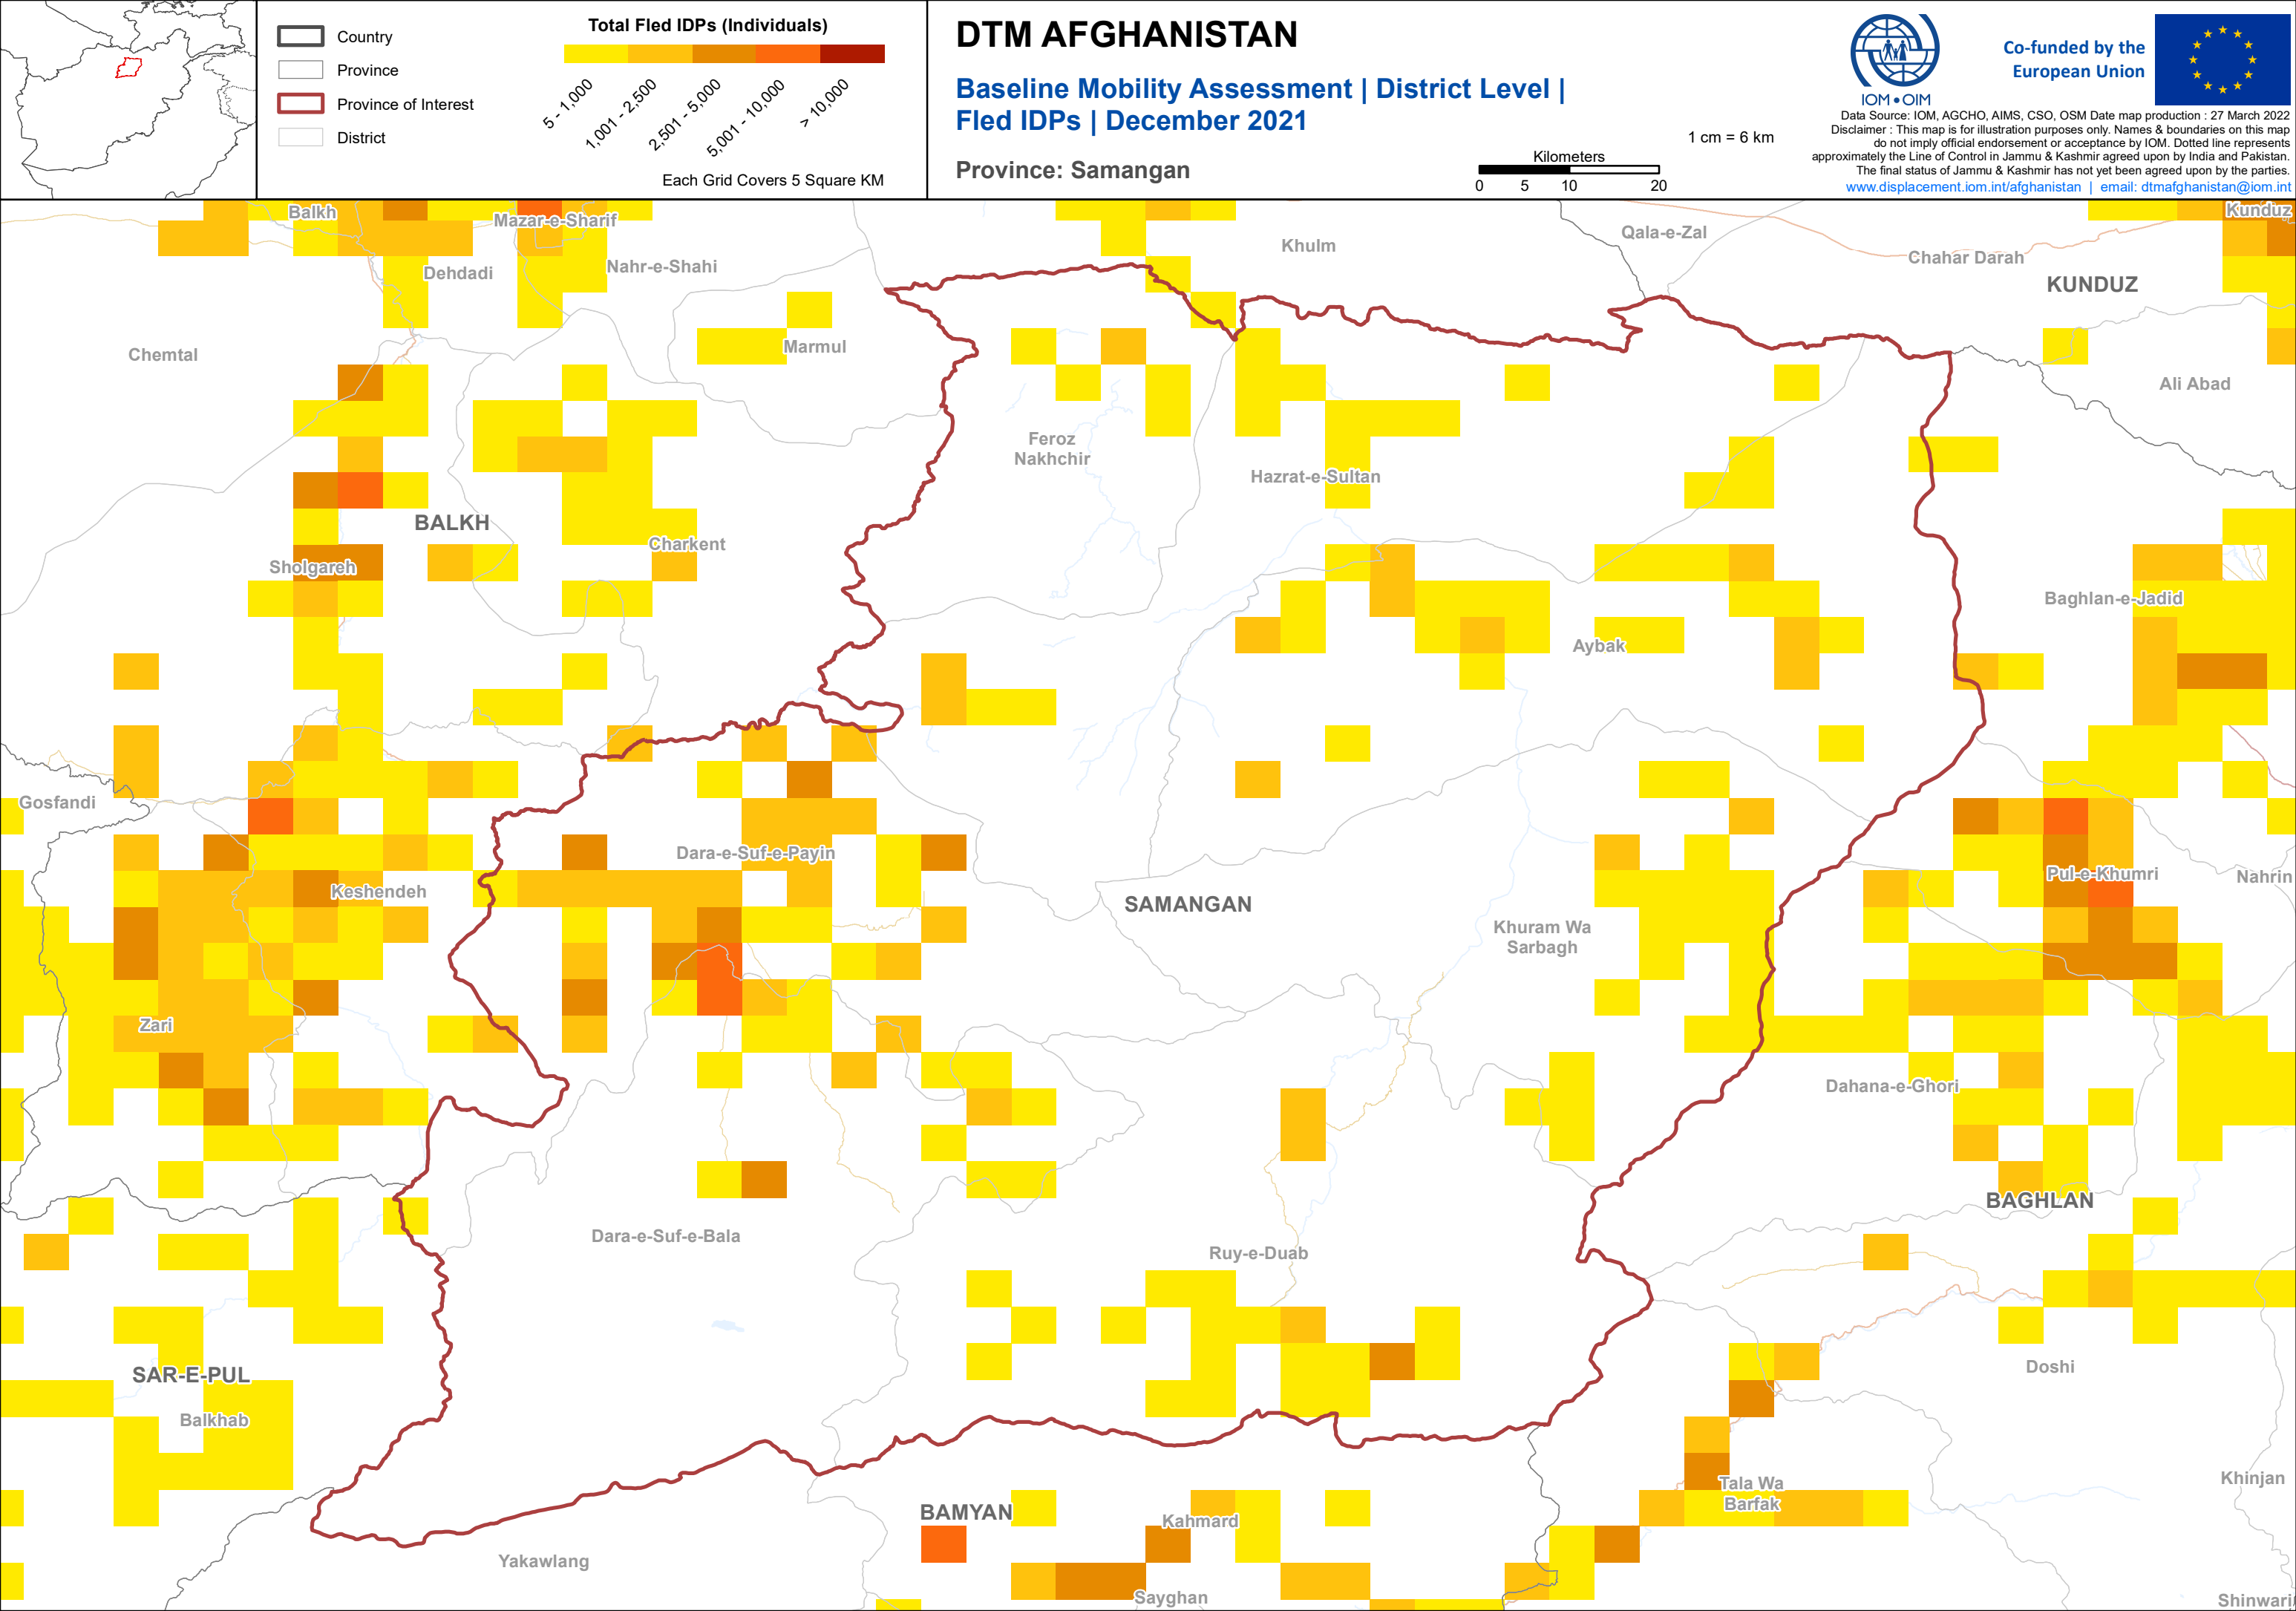 Country
Province
Province of Interest
District
Total Fled IDPs (Individuals)
5 - 1,000
1,001 - 2,500
2,501 - 5,000
5,001 - 10,000
> 10,000
Each Grid Covers 5 Square KM
DTM AFGHANISTAN
Baseline Mobility Assessment | District Level |
Fled IDPs | December 2021
Province: Samangan
Kilometers
0 5 10 20
1 cm = 6 km
IOM • OIM
Co-funded by the
European Union
Data Source: IOM, AGCHO, AIMS, CSO, OSM Date map production : 27 March 2022
Disclaimer : This map is for illustration purposes only. Names & boundaries on this map
do not imply official endorsement or acceptance by IOM. Dotted line represents
approximately the Line of Control in Jammu & Kashmir agreed upon by India and Pakistan.
The final status of Jammu & Kashmir has not yet been agreed upon by the parties.
www.displacement.iom.int/afghanistan | email: dtmafghanistan@iom.int
Balkh
Mazar-e-Sharif
Kunduz
Qala-e-Zal
Khulm
Chahar Darah
Nahr-e-Shahi
Dehdadi
KUNDUZ
Marmul
Chemtal
Ali Abad
Feroz
Nakhchir
Hazrat-e-Sultan
BALKH
Charkent
Sholgareh
Baghlan-e-Jadid
Aybak
Gosfandi
Dara-e-Suf-e-Payin
Pul-e-Khumri
Nahrin
Keshendeh
SAMANGAN
Khuram Wa
Sarbagh
Zari
Dahana-e-Ghori
BAGHLAN
Dara-e-Suf-e-Bala
Ruy-e-Duab
Doshi
SAR-E-PUL
Balkhab
Khinjan
Tala Wa
Barfak
BAMYAN
Kahmard
Yakawlang
Sayghan
Shinwari